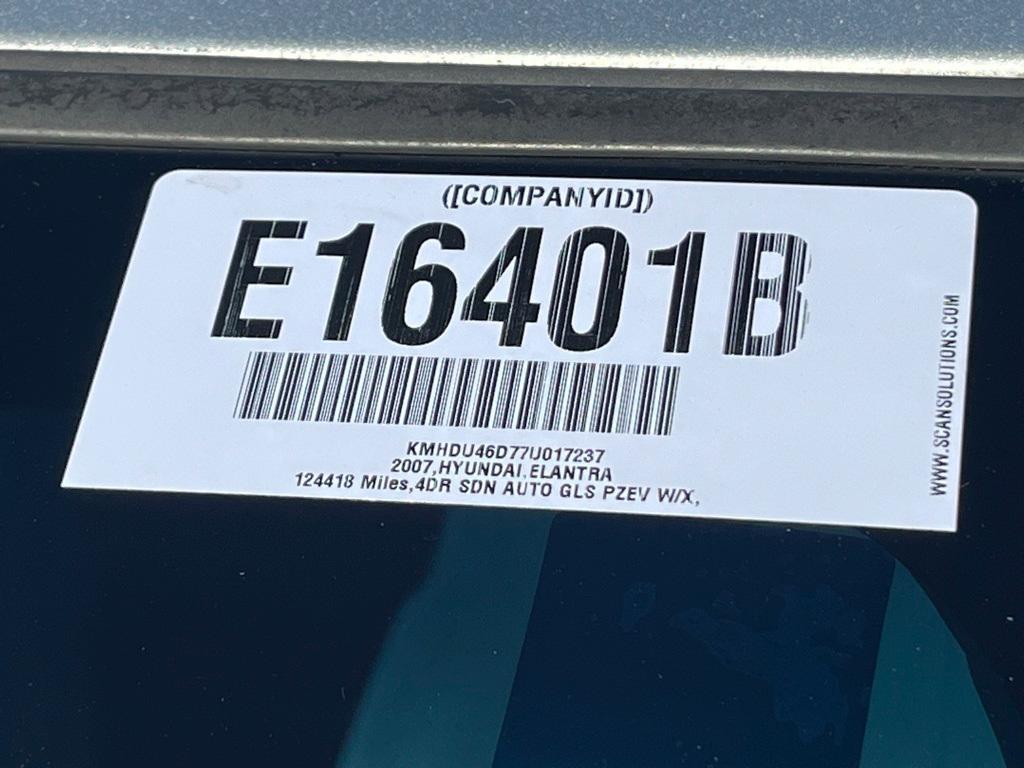 ([COMPANYID])
E16401B
KMHDU46D77U017237
2007,HYUNDAI,ELANTRA
124418 Miles,4DR SDN AUTO GLS PZEV W/X,
WWW.SCANSOLUTIONS.COM